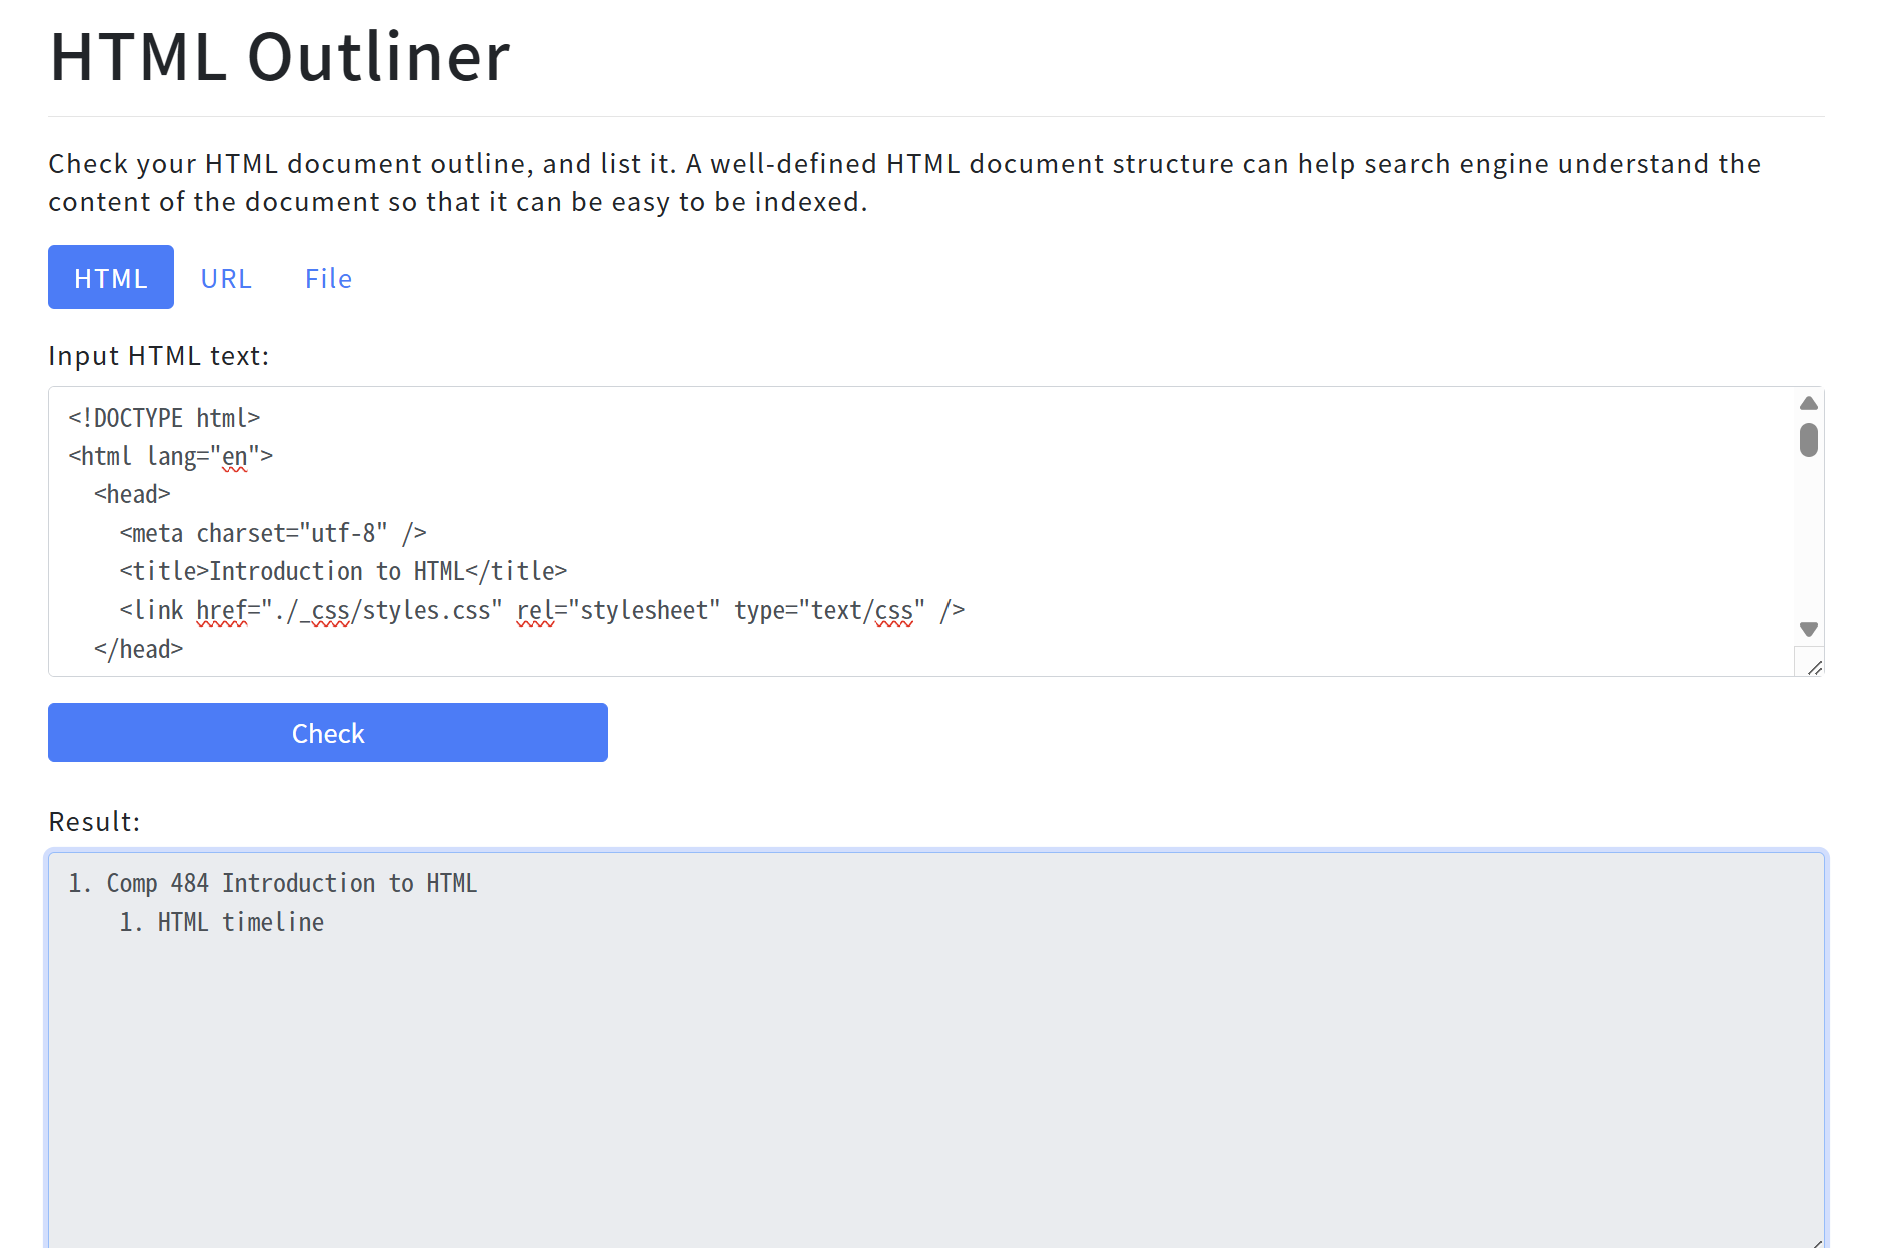 HTML Outliner
Check your HTML document outline, and list it. A well-defined HTML document structure can help search engine understand the
content of the document so that it can be easy to be indexed.
HTML URL File
Input HTML text:
<!DOCTYPE html>
<html lang="en">
  <head>
    <meta charset="utf-8" />
    <title>Introduction to HTML</title>
    <link href="./_css/styles.css" rel="stylesheet" type="text/css" />
  </head>
Check
Result:
1. Comp 484 Introduction to HTML
    1. HTML timeline